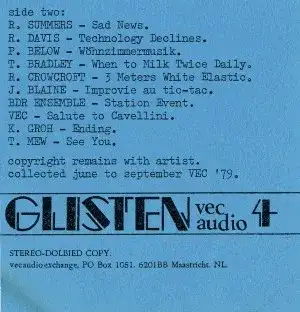 side two:
R. SUMMERS - Sad News.
R. DAVIS - Technology Declines.
P. BELOW - Wöhnzimmermusik.
T. BRADLEY - When to Milk Twice Daily.
R. CROWCROFT - 3 Meters White Elastic.
J. BLAINE - Improvie au tic-tac.
BDR ENSEMBLE - Station Event.
VEC - Salute to Cavellini.
K. GROH - Ending.
T. MEW - See You.
copyright remains with artist.
collected june to september VEC '79.
GLISTEN vec audio 4
STEREO-DOLBIED COPY.
vecaudioexchange, PO Box 1051. 6201BB Maastricht. NL.